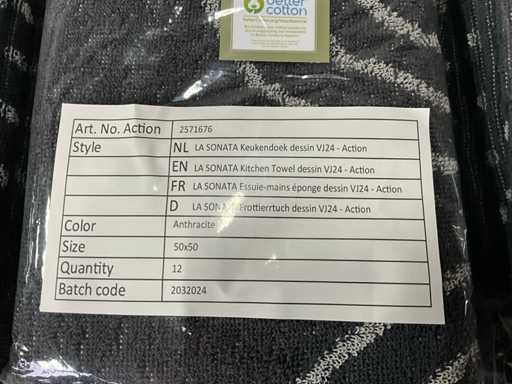 better
cotton
Art. No. Action 2571676
Style NL LA SONATA Keukendoek dessin VJ24 - Action
EN LA SONATA Kitchen Towel dessin VJ24 - Action
FR LA SONATA Essuie-mains éponge dessin VJ24 - Action
D LA SONATA Frottierrtuch dessin VJ24 - Action
Color Anthracite
Size 50x50
Quantity 12
Batch code 2032024